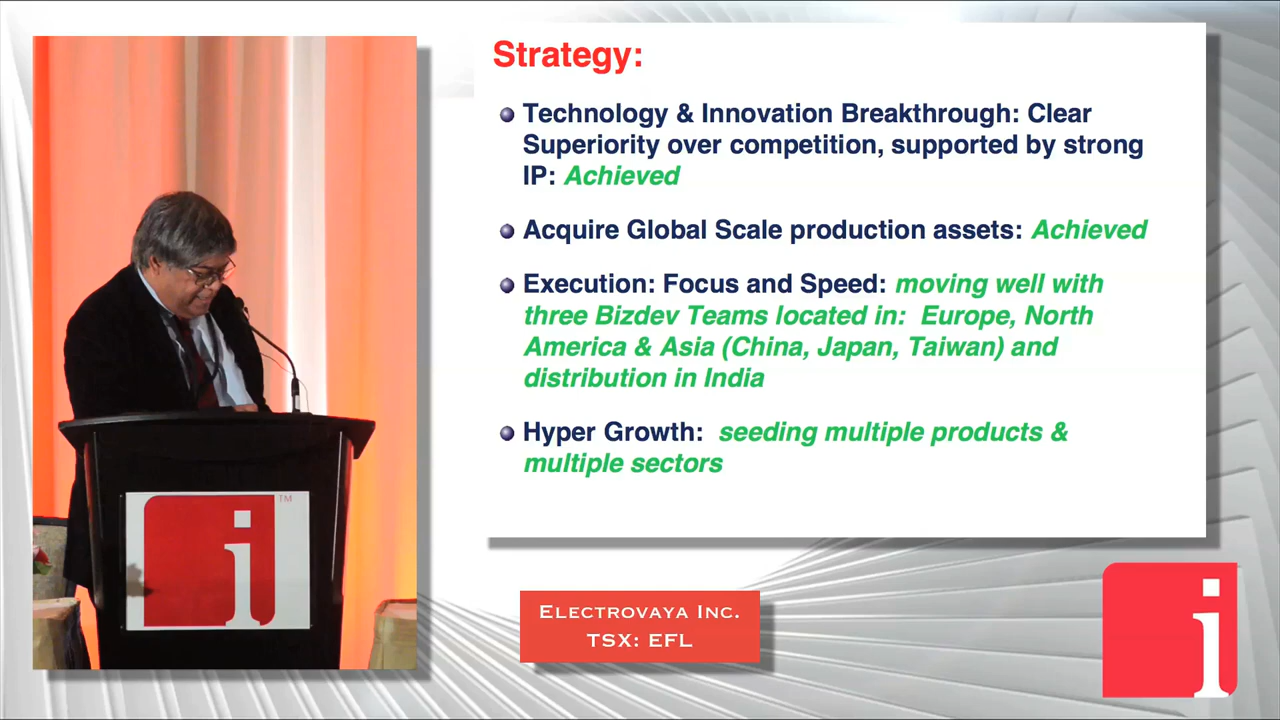 Strategy:
Technology & Innovation Breakthrough: Clear
Superiority over competition, supported by strong
IP: Achieved
Acquire Global Scale production assets: Achieved
Execution: Focus and Speed: moving well with
three Bizdev Teams located in: Europe, North
America & Asia (China, Japan, Taiwan) and
distribution in India
Hyper Growth: seeding multiple products &
multiple sectors
i
TM
Electrovaya Inc.
TSX: EFL
i